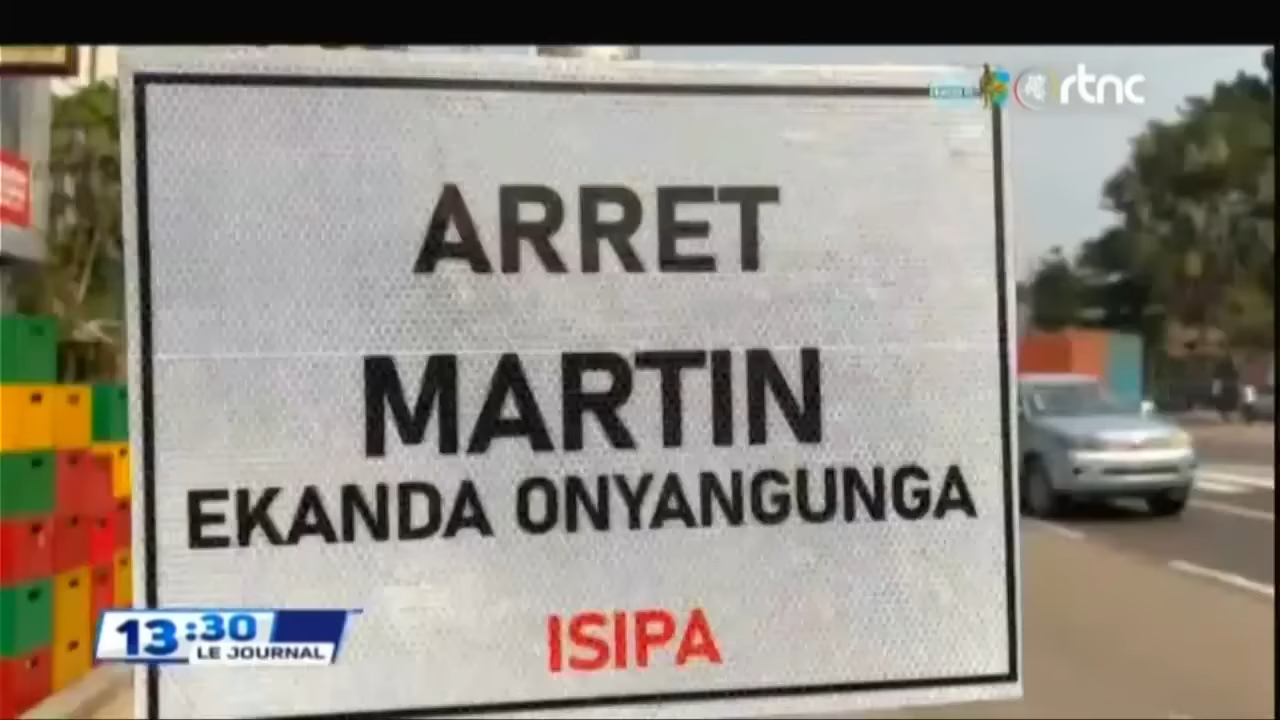 rtnc
ARRET
MARTIN
EKANDA ONYANGUNGA
ISIPA
13:30
LE JOURNAL